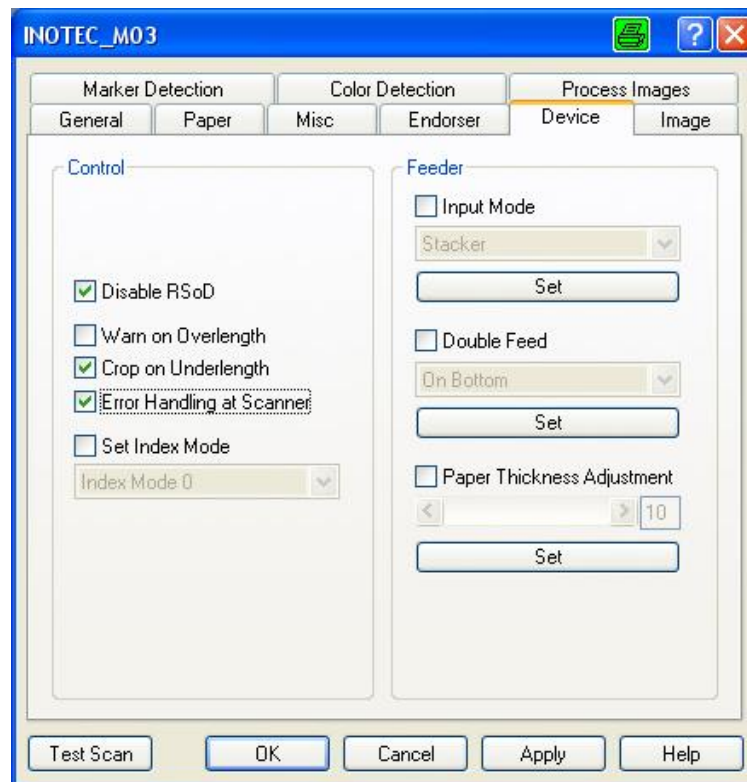 INOTEC_M03
?
Marker Detection Color Detection Process Images
General Paper Misc Endorser Device Image
Control
Disable RSoD
Warn on Overlength
Crop on Underlength
Error Handling at Scanner
Set Index Mode
Index Mode 0
Feeder
Input Mode
Stacker
Set
Double Feed
On Bottom
Set
Paper Thickness Adjustment
10
Set
Test Scan OK Cancel Apply Help